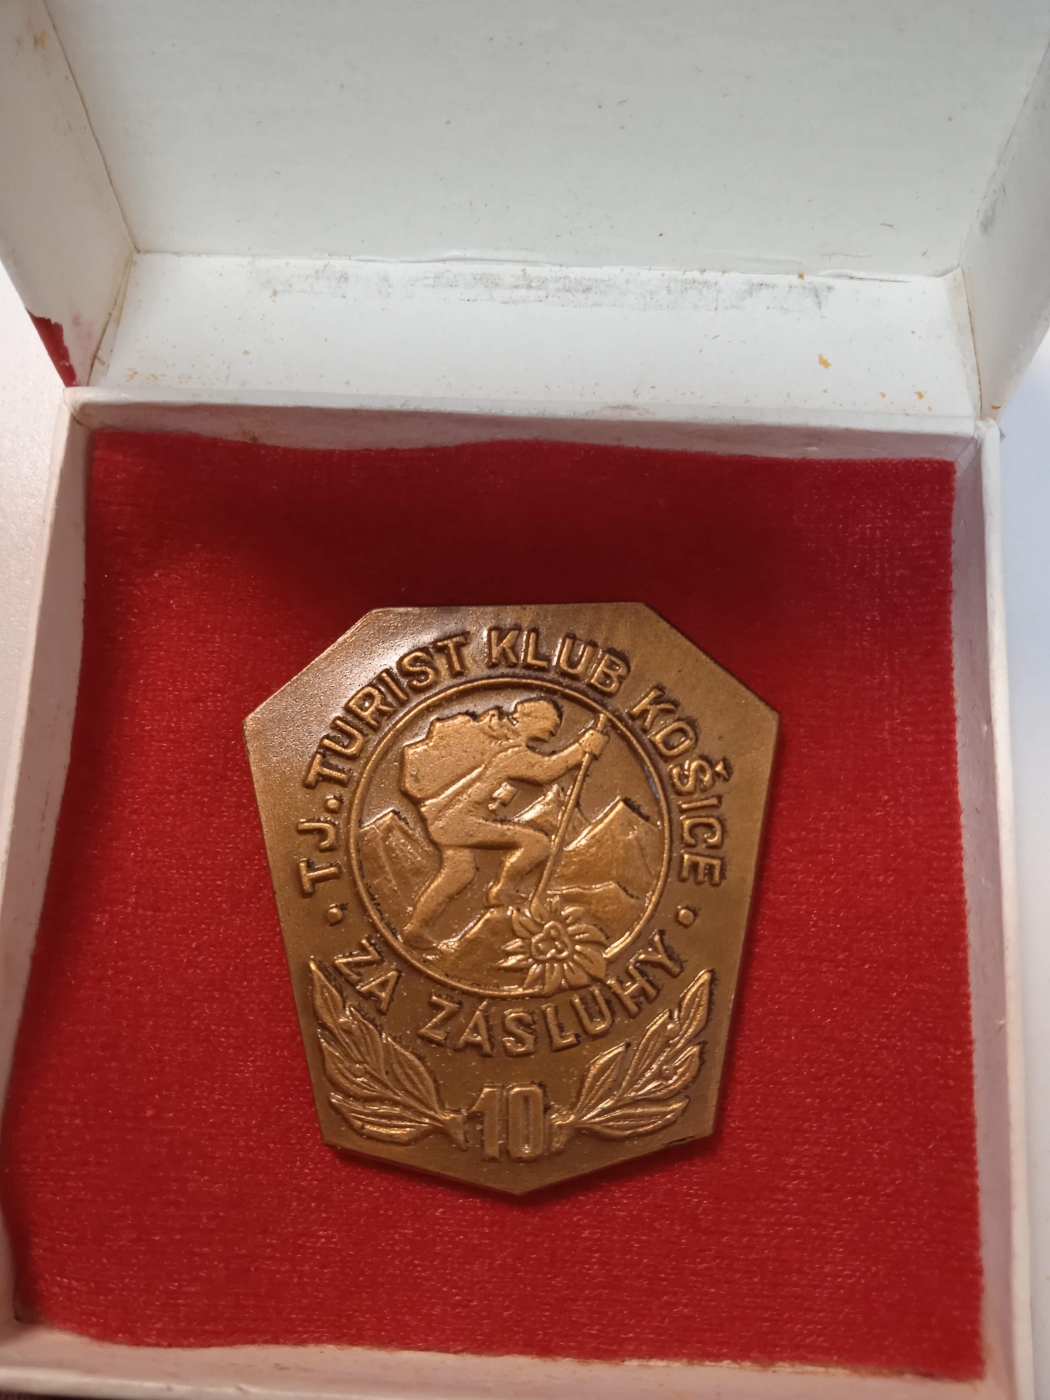 T.J. TURIST KLUB KOŠICE
ZA ZÁSLUHY
10